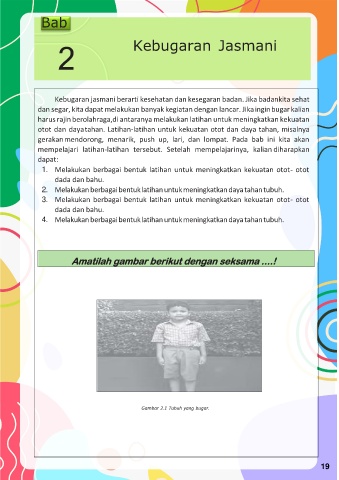 Bab
2
Kebugaran Jasmani
Kebugaran jasmani berarti kesehatan dan kesegaran badan. Jika badankita sehat
dan segar, kita dapat melakukan banyak kegiatan dengan lancar. Jika ingin bugar kalian
harus rajin berolahraga,di antaranya melakukan latihan untuk meningkatkan kekuatan
otot dan dayatahan. Latihan-latihan untuk kekuatan otot dan daya tahan, misalnya
gerakan mendorong, menarik, push up, lari, dan lompat. Pada bab ini kita akan
mempelajari latihan-latihan tersebut. Setelah mempelajarinya, kalian diharapkan
dapat:
1. Melakukan berbagai bentuk latihan untuk meningkatkan kekuatan otot- otot
dada dan bahu.
2. Melakukan berbagai bentuk latihan untuk meningkatkan daya tahan tubuh.
3. Melakukan berbagai bentuk latihan untuk meningkatkan kekuatan otot- otot
dada dan bahu.
4. Melakukan berbagai bentuk latihan untuk meningkatkan daya tahan tubuh.
Amatilah gambar berikut dengan seksama ....!
Gambar 2.1 Tubuh yang bugar.
19